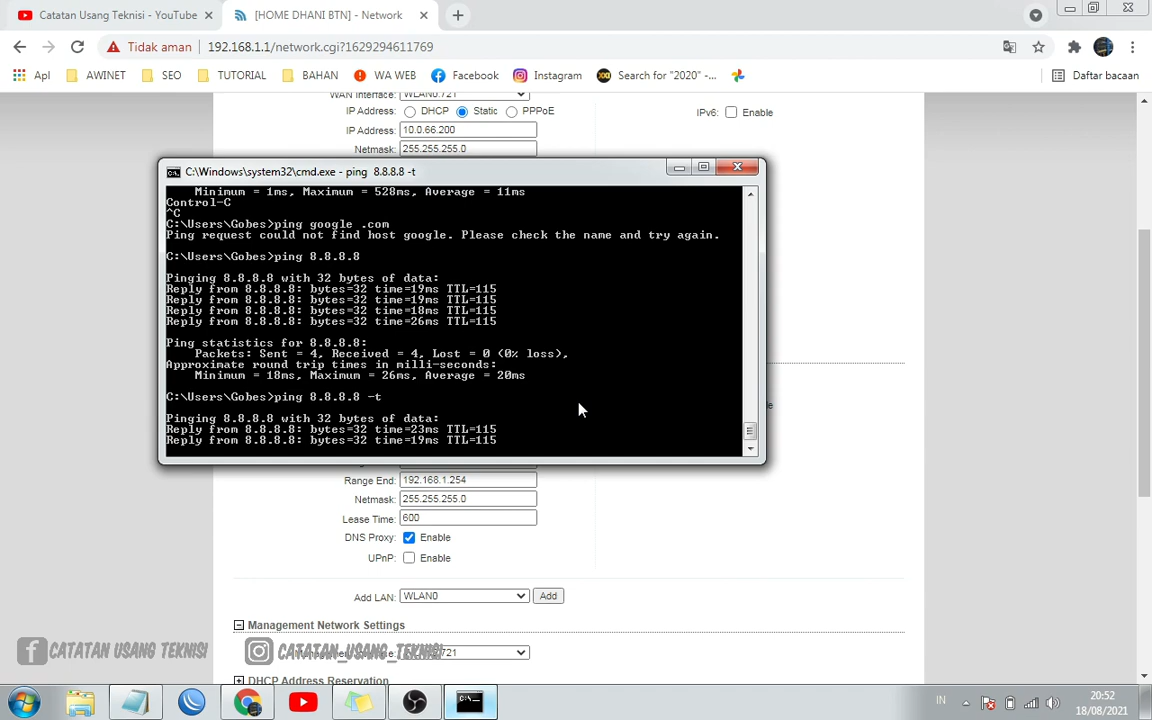 Catatan Usang Teknisi - YouTube
[HOME DHANI BTN] - Network
Tidak aman 192.168.1.1/network.cgi?1629294611769
Apl AWINET SEO TUTORIAL BAHAN WA WEB Facebook Instagram Search for "2020" -... Daftar bacaan
WAN Interface: WLAN0.721
IP Address: DHCP Static PPPoE IPv6: Enable
IP Address: 10.0.66.200
Netmask: 255.255.255.0
C:\Windows\system32\cmd.exe - ping 8.8.8.8 -t
Minimum = 1ms, Maximum = 528ms, Average = 11ms
Control-C
^C
C:\Users\Gobes>ping google .com
Ping request could not find host google. Please check the name and try again.
C:\Users\Gobes>ping 8.8.8.8
Pinging 8.8.8.8 with 32 bytes of data:
Reply from 8.8.8.8: bytes=32 time=19ms TTL=115
Reply from 8.8.8.8: bytes=32 time=19ms TTL=115
Reply from 8.8.8.8: bytes=32 time=18ms TTL=115
Reply from 8.8.8.8: bytes=32 time=26ms TTL=115
Ping statistics for 8.8.8.8:
Packets: Sent = 4, Received = 4, Lost = 0 (0% loss),
Approximate round trip times in milli-seconds:
Minimum = 18ms, Maximum = 26ms, Average = 20ms
C:\Users\Gobes>ping 8.8.8.8 -t
Pinging 8.8.8.8 with 32 bytes of data:
Reply from 8.8.8.8: bytes=32 time=23ms TTL=115
Reply from 8.8.8.8: bytes=32 time=19ms TTL=115
Range End: 192.168.1.254
Netmask: 255.255.255.0
Lease Time: 600
DNS Proxy: Enable
UPnP: Enable
Add LAN: WLAN0 Add
Management Network Settings
CATATAN USANG TEKNISI CATATAN_USANG_TEKNISI
DHCP Address Reservation
IN 20:52
18/08/2021